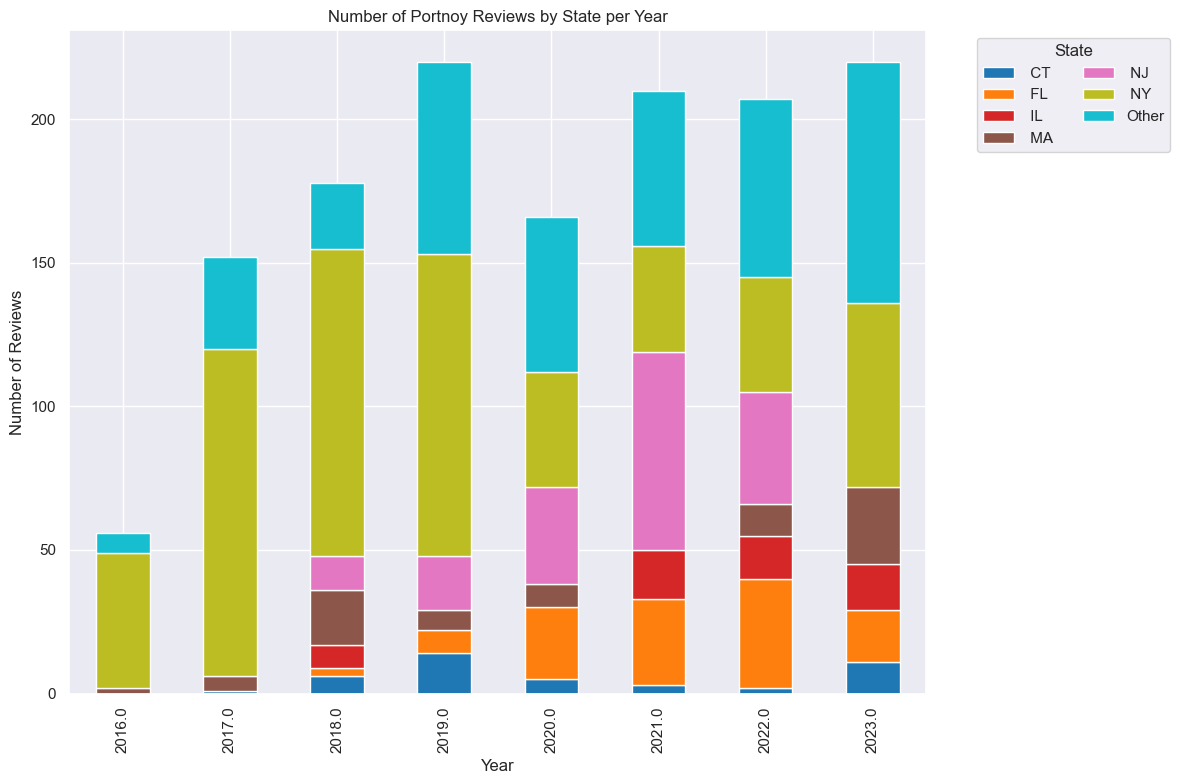 Number of Portnoy Reviews by State per Year
State
CT
FL
IL
MA
NJ
NY
Other
Number of Reviews
200
150
100
50
0
2016.0
2017.0
2018.0
2019.0
2020.0
2021.0
2022.0
2023.0
Year